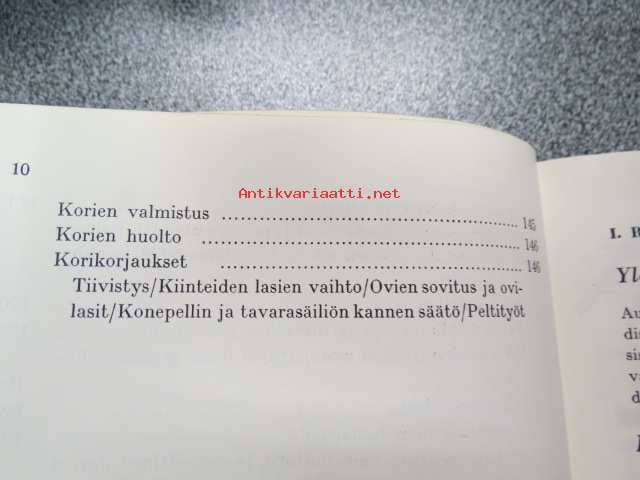 10
Antikvariaatti.net
Korien valmistus ........ 145
Korien huolto ........ 146
Korikorjaukset ........ 146
Tiivistys/Kiinteiden lasien vaihto/Ovien sovitus ja ovi-
lasit/Konepellin ja tavarasäiliön kannen säätö/Peltityöt
I.